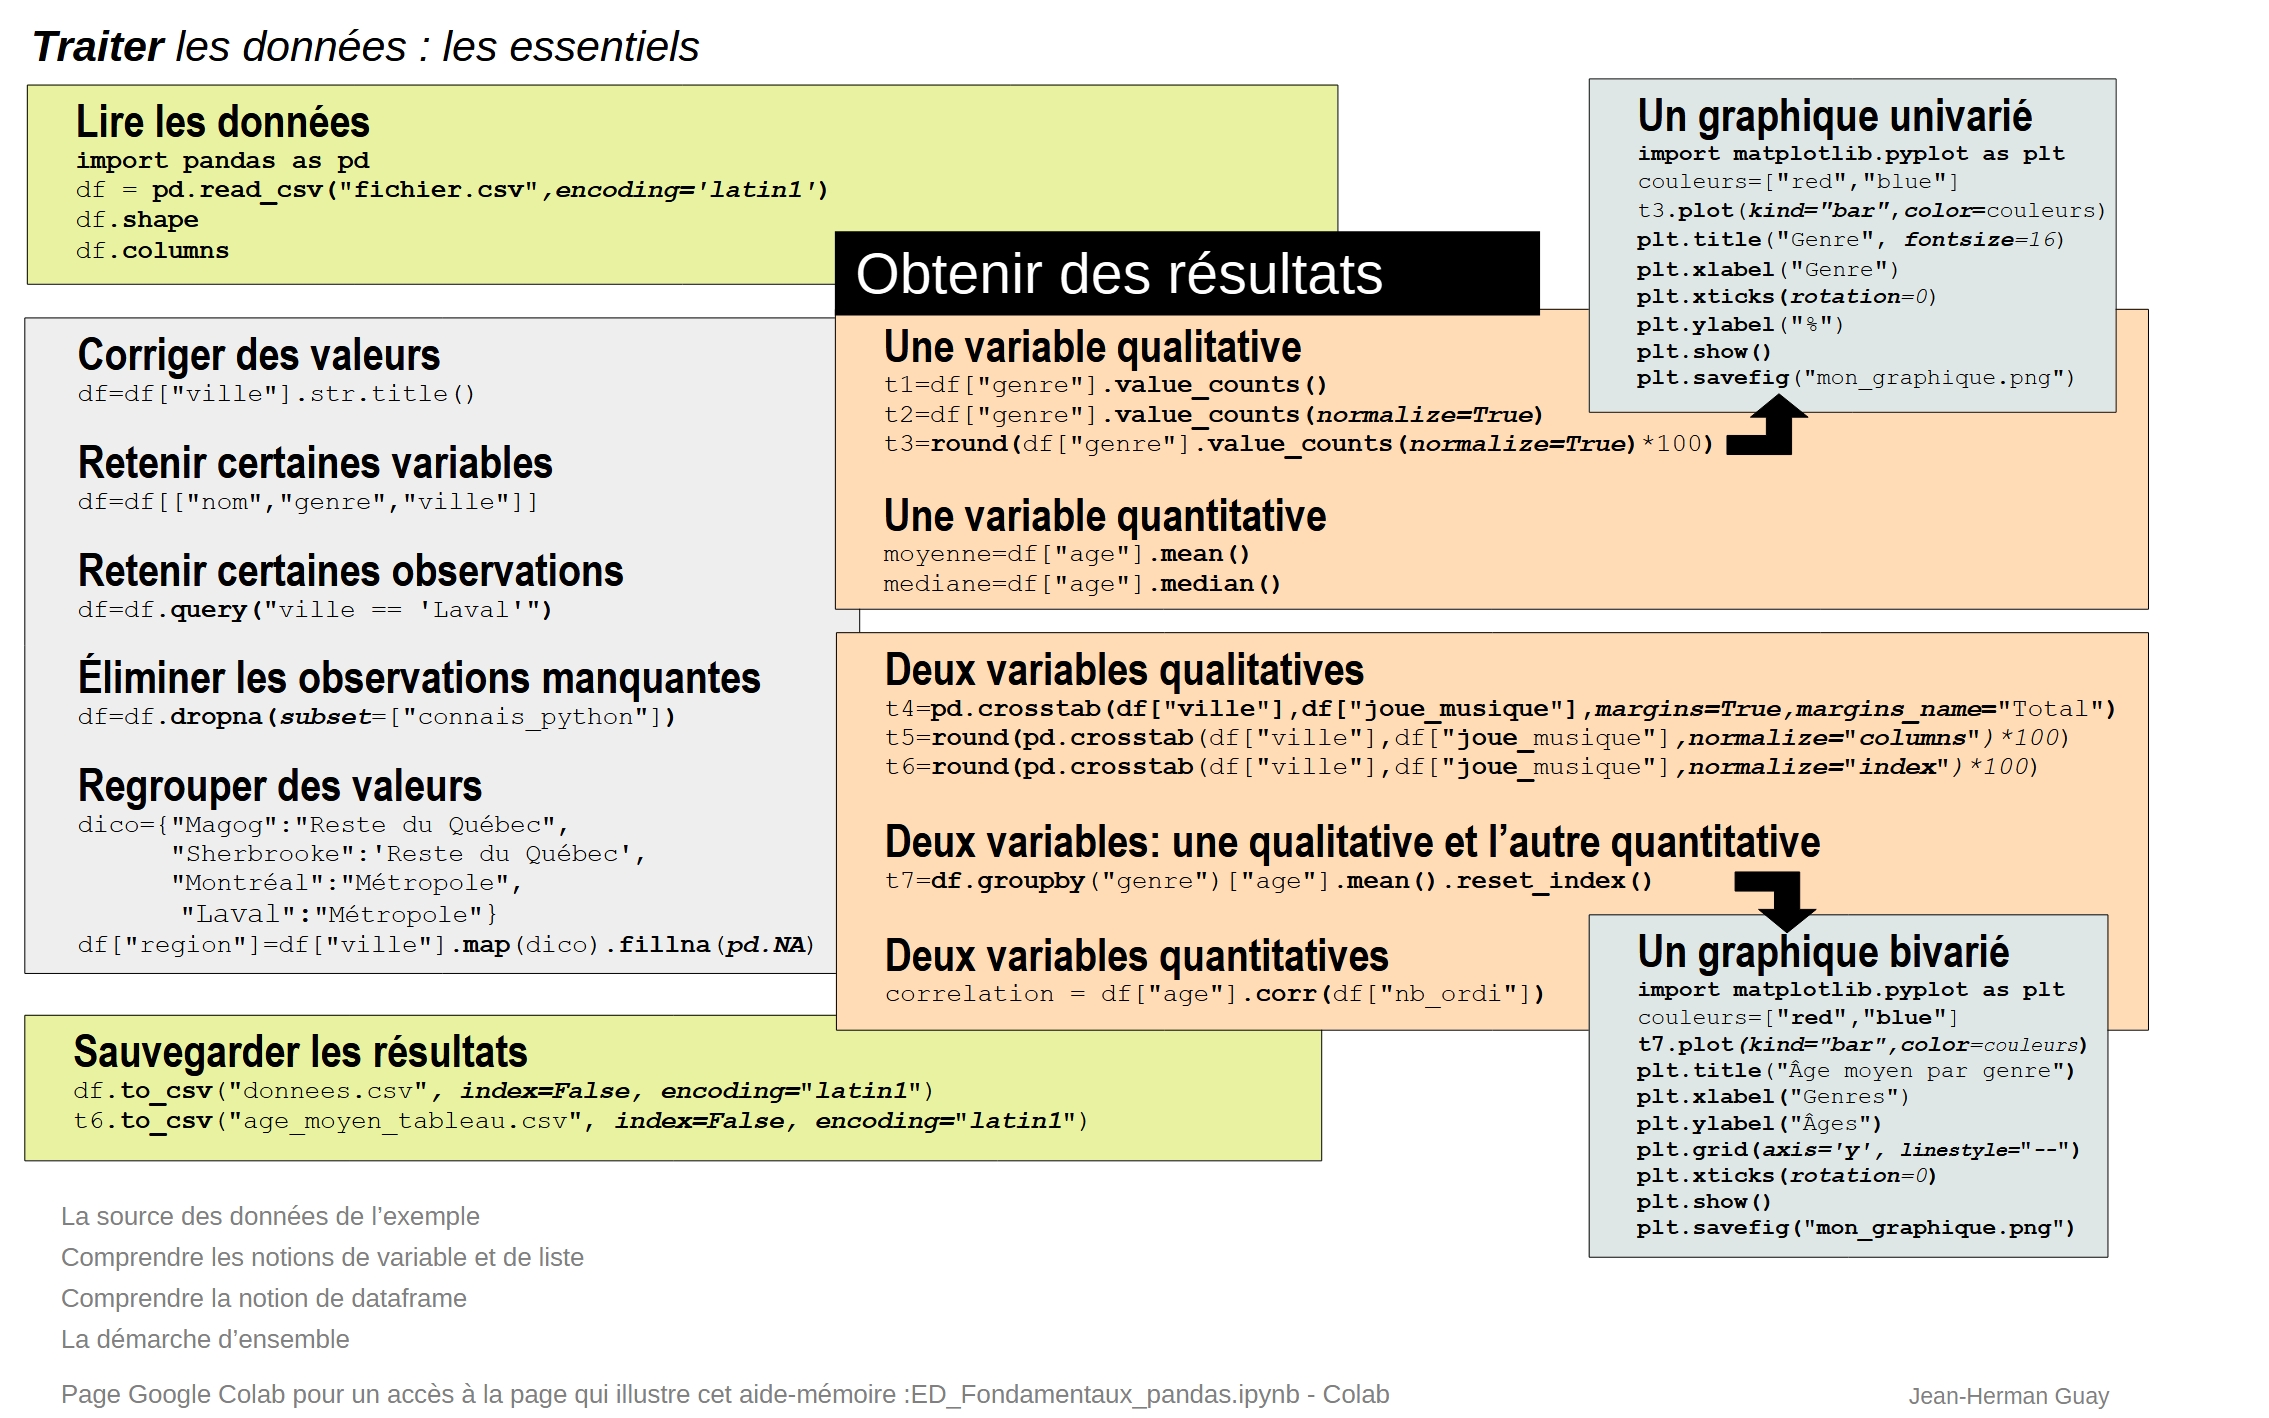 Traiter les données : les essentiels
Lire les données
import pandas as pd
df = pd.read_csv("fichier.csv",encoding='latin1')
df.shape
df.columns
Corriger des valeurs
df=df["ville"].str.title()
Retenir certaines variables
df=df[["nom","genre","ville"]]
Retenir certaines observations
df=df.query("ville == 'Laval'")
Éliminer les observations manquantes
df=df.dropna(subset=["connais_python"])
Regrouper des valeurs
dico={"Magog":"Reste du Québec",
"Sherbrooke":'Reste du Québec',
"Montréal":"Métropole",
"Laval":"Métropole"}
df["region"]=df["ville"].map(dico).fillna(pd.NA)
Sauvegarder les résultats
df.to_csv("donnees.csv", index=False, encoding="latin1")
t6.to_csv("age_moyen_tableau.csv", index=False, encoding="latin1")
Obtenir des résultats
Une variable qualitative
t1=df["genre"].value_counts()
t2=df["genre"].value_counts(normalize=True)
t3=round(df["genre"].value_counts(normalize=True)*100)
Une variable quantitative
moyenne=df["age"].mean()
mediane=df["age"].median()
Deux variables qualitatives
t4=pd.crosstab(df["ville"],df["joue_musique"],margins=True,margins_name="Total")
t5=round(pd.crosstab(df["ville"],df["joue_musique"],normalize="columns")*100)
t6=round(pd.crosstab(df["ville"],df["joue_musique"],normalize="index")*100)
Deux variables: une qualitative et l’autre quantitative
t7=df.groupby("genre")["age"].mean().reset_index()
Deux variables quantitatives
correlation = df["age"].corr(df["nb_ordi"])
Un graphique univarié
import matplotlib.pyplot as plt
couleurs=["red","blue"]
t3.plot(kind="bar",color=couleurs)
plt.title("Genre", fontsize=16)
plt.xlabel("Genre")
plt.xticks(rotation=0)
plt.ylabel("%")
plt.show()
plt.savefig("mon_graphique.png")
Un graphique bivarié
import matplotlib.pyplot as plt
couleurs=["red","blue"]
t7.plot(kind="bar",color=couleurs)
plt.title("Âge moyen par genre")
plt.xlabel("Genres")
plt.ylabel("Âges")
plt.grid(axis='y', linestyle="--")
plt.xticks(rotation=0)
plt.show()
plt.savefig("mon_graphique.png")
La source des données de l’exemple
Comprendre les notions de variable et de liste
Comprendre la notion de dataframe
La démarche d’ensemble
Page Google Colab pour un accès à la page qui illustre cet aide-mémoire :ED_Fondamentaux_pandas.ipynb - Colab
Jean-Herman Guay